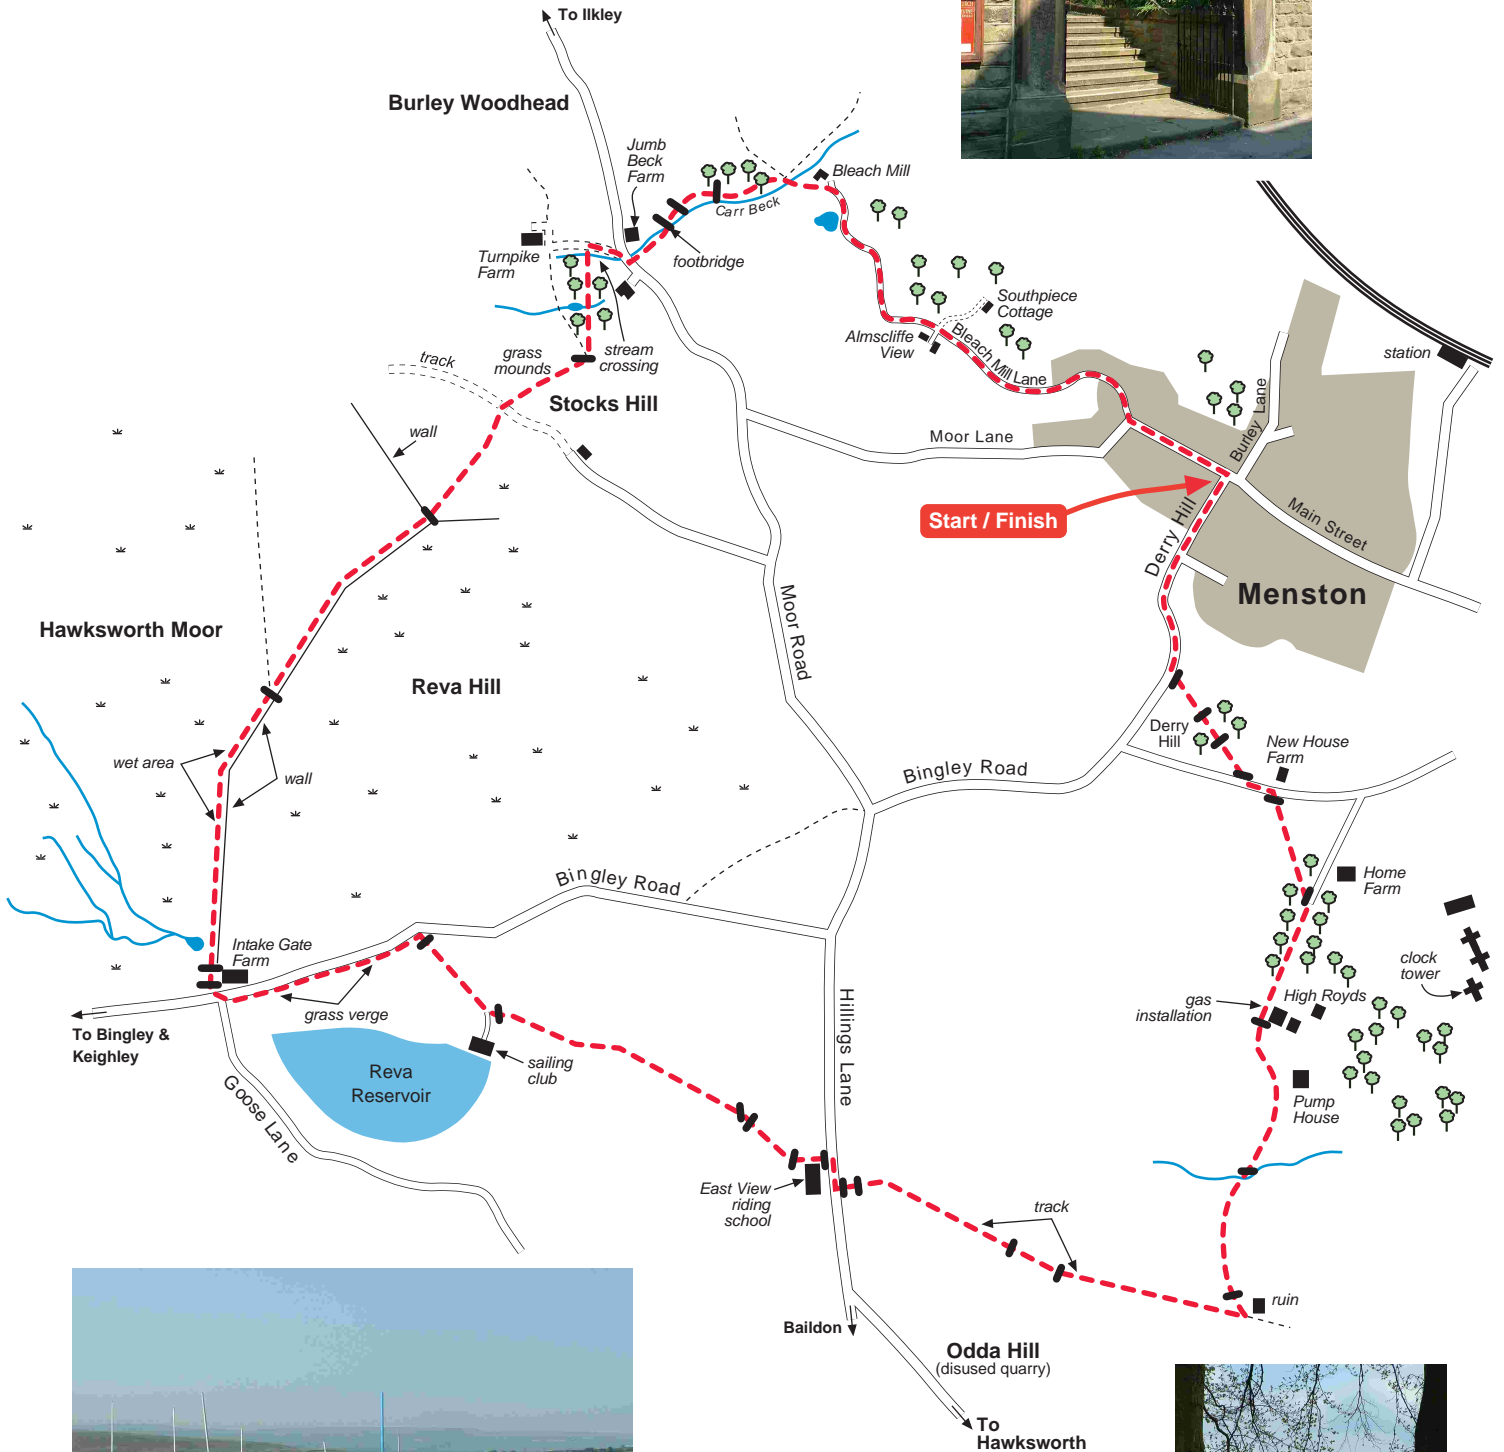 To Ilkley
Burley Woodhead
Jumb
Beck
Farm
Bleach Mill
Carr Beck
Turnpike
Farm
footbridge
Southpiece
Cottage
Almscliffe
View
Bleach Mill Lane
station
track
grass
mounds
stream
crossing
Stocks Hill
Burley Lane
wall
Moor Lane
Start / Finish
Main Street
Derry Hill
Menston
Hawksworth Moor
Moor Road
Reva Hill
Derry
Hill
New House
Farm
wet area
wall
Bingley Road
Bingley Road
Home
Farm
Intake Gate
Farm
clock
tower
High Royds
gas
installation
grass verge
To Bingley &
Keighley
Hillings Lane
sailing
club
Reva
Reservoir
Goose Lane
Pump
House
East View
riding
school
track
ruin
Baildon
Odda Hill
(disused quarry)
To
Hawksworth